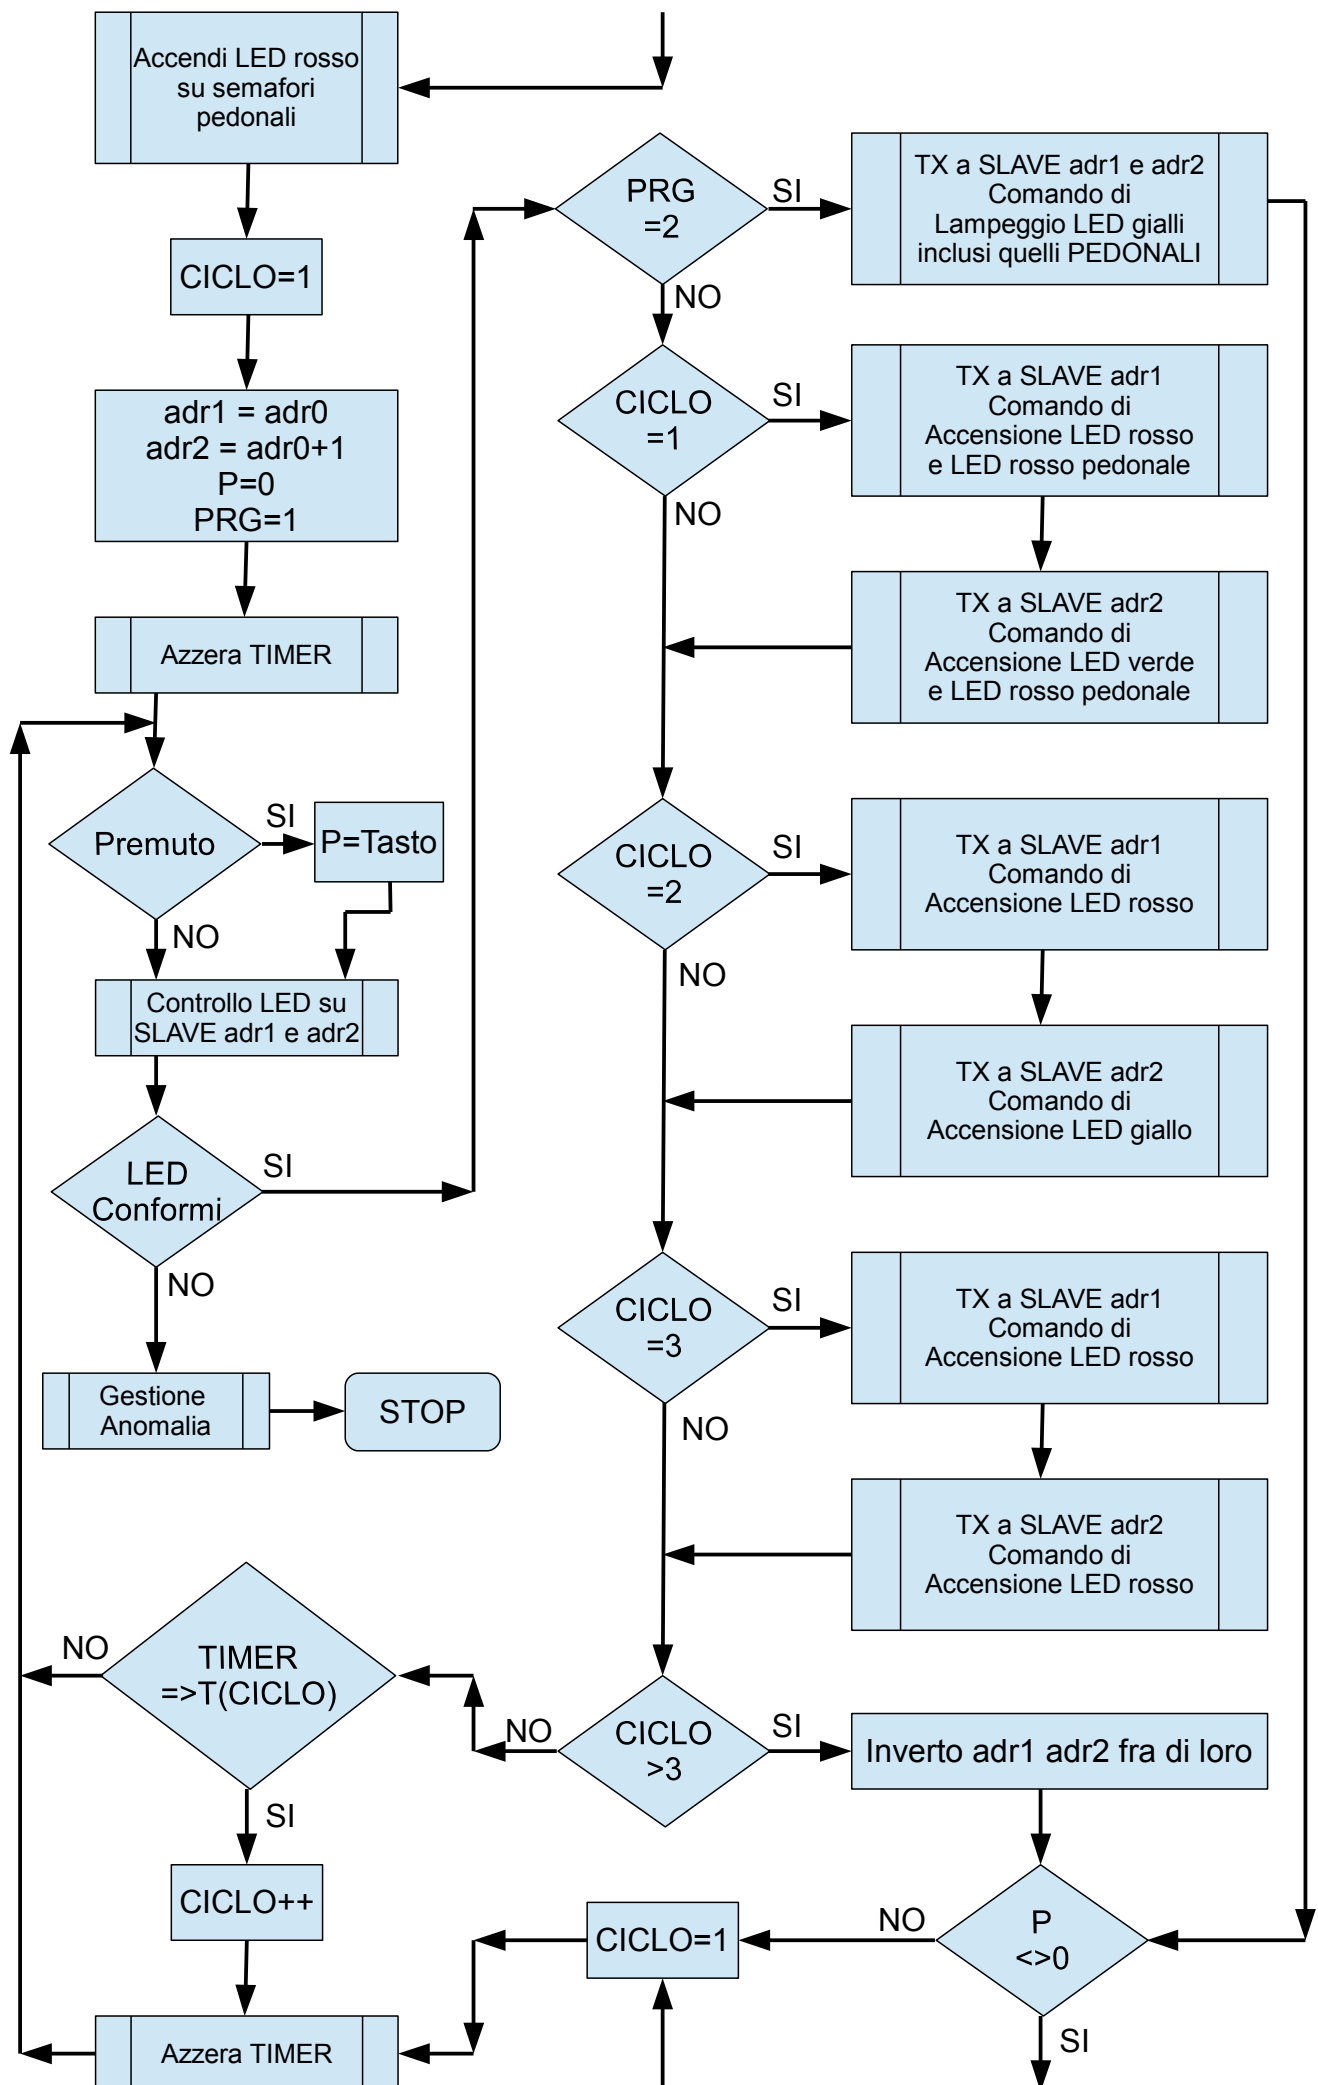 Accendi LED rosso
su semafori
pedonali
CICLO=1
adr1 = adr0
adr2 = adr0+1
P=0
PRG=1
Azzera TIMER
Premuto
SI
P=Tasto
NO
Controllo LED su
SLAVE adr1 e adr2
LED
Conformi
SI
NO
Gestione
Anomalia
STOP
PRG
=2
SI
TX a SLAVE adr1 e adr2
Comando di
Lampeggio LED gialli
inclusi quelli PEDONALI
NO
CICLO
=1
SI
TX a SLAVE adr1
Comando di
Accensione LED rosso
e LED rosso pedonale
NO
TX a SLAVE adr2
Comando di
Accensione LED verde
e LED rosso pedonale
CICLO
=2
SI
TX a SLAVE adr1
Comando di
Accensione LED rosso
NO
TX a SLAVE adr2
Comando di
Accensione LED giallo
CICLO
=3
SI
TX a SLAVE adr1
Comando di
Accensione LED rosso
NO
TX a SLAVE adr2
Comando di
Accensione LED rosso
CICLO
>3
NO
SI
Inverto adr1 adr2 fra di loro
TIMER
=>T(CICLO)
NO
SI
CICLO++
Azzera TIMER
P
<>0
NO
CICLO=1
SI